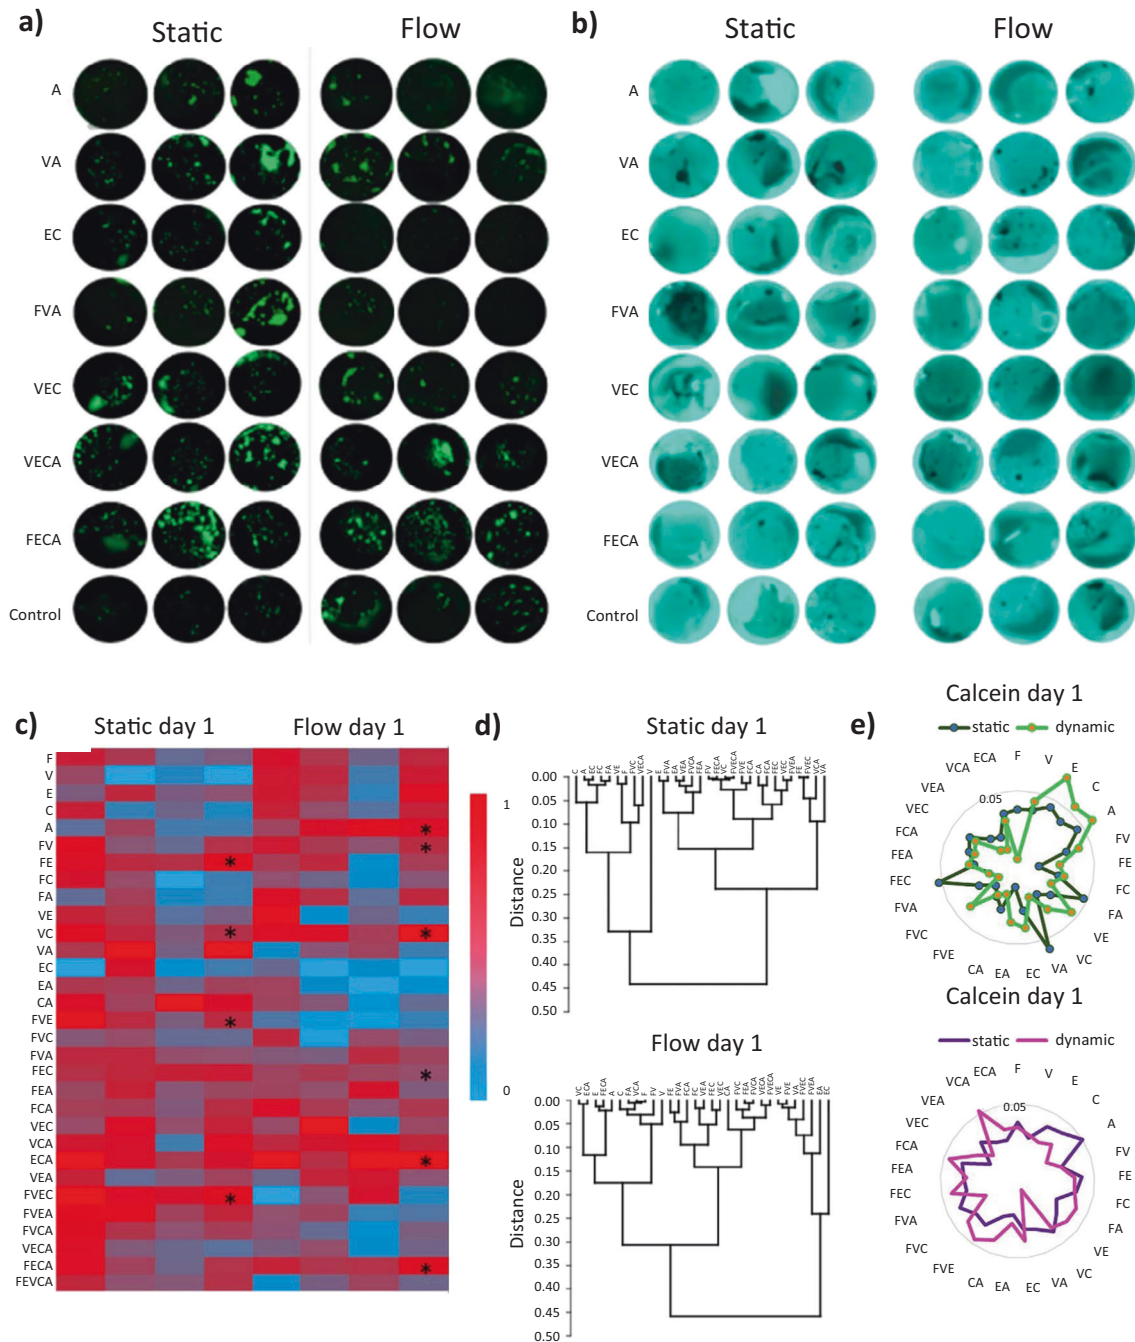 a)
Static
Flow
A
VA
EC
FVA
VEC
VECA
FECA
Control
b)
Static
Flow
A
VA
EC
FVA
VEC
VECA
FECA
Control
c)
Static day 1
Flow day 1
F
V
E
C
A
FV
FE
FC
FA
VE
VC
VA
EC
EA
CA
FVE
FVC
FVA
FEC
FEA
FCA
VEC
VCA
ECA
VEA
FVEC
FVEA
FVCA
VECA
FECA
FEVCA
* * * * * * * * * *
1
0
d)
Static day 1
Distance
0.00
0.05
0.10
0.15
0.20
0.25
0.30
0.35
0.40
0.45
0.50
Flow day 1
Distance
0.00
0.05
0.10
0.15
0.20
0.25
0.30
0.35
0.40
0.45
0.50
e)
Calcein day 1
static dynamic
0.05
F
V
E
C
A
FV
FE
FC
FA
VE
VC
VA
EC
EA
CA
FVE
FVC
FVA
FEC
FEA
FCA
VEC
VEA
VCA
ECA
Calcein day 1
static dynamic
0.05
F
V
E
C
A
FV
FE
FC
FA
VE
VC
VA
EC
EA
CA
FVE
FVC
FVA
FEC
FEA
FCA
VEC
VEA
VCA
ECA